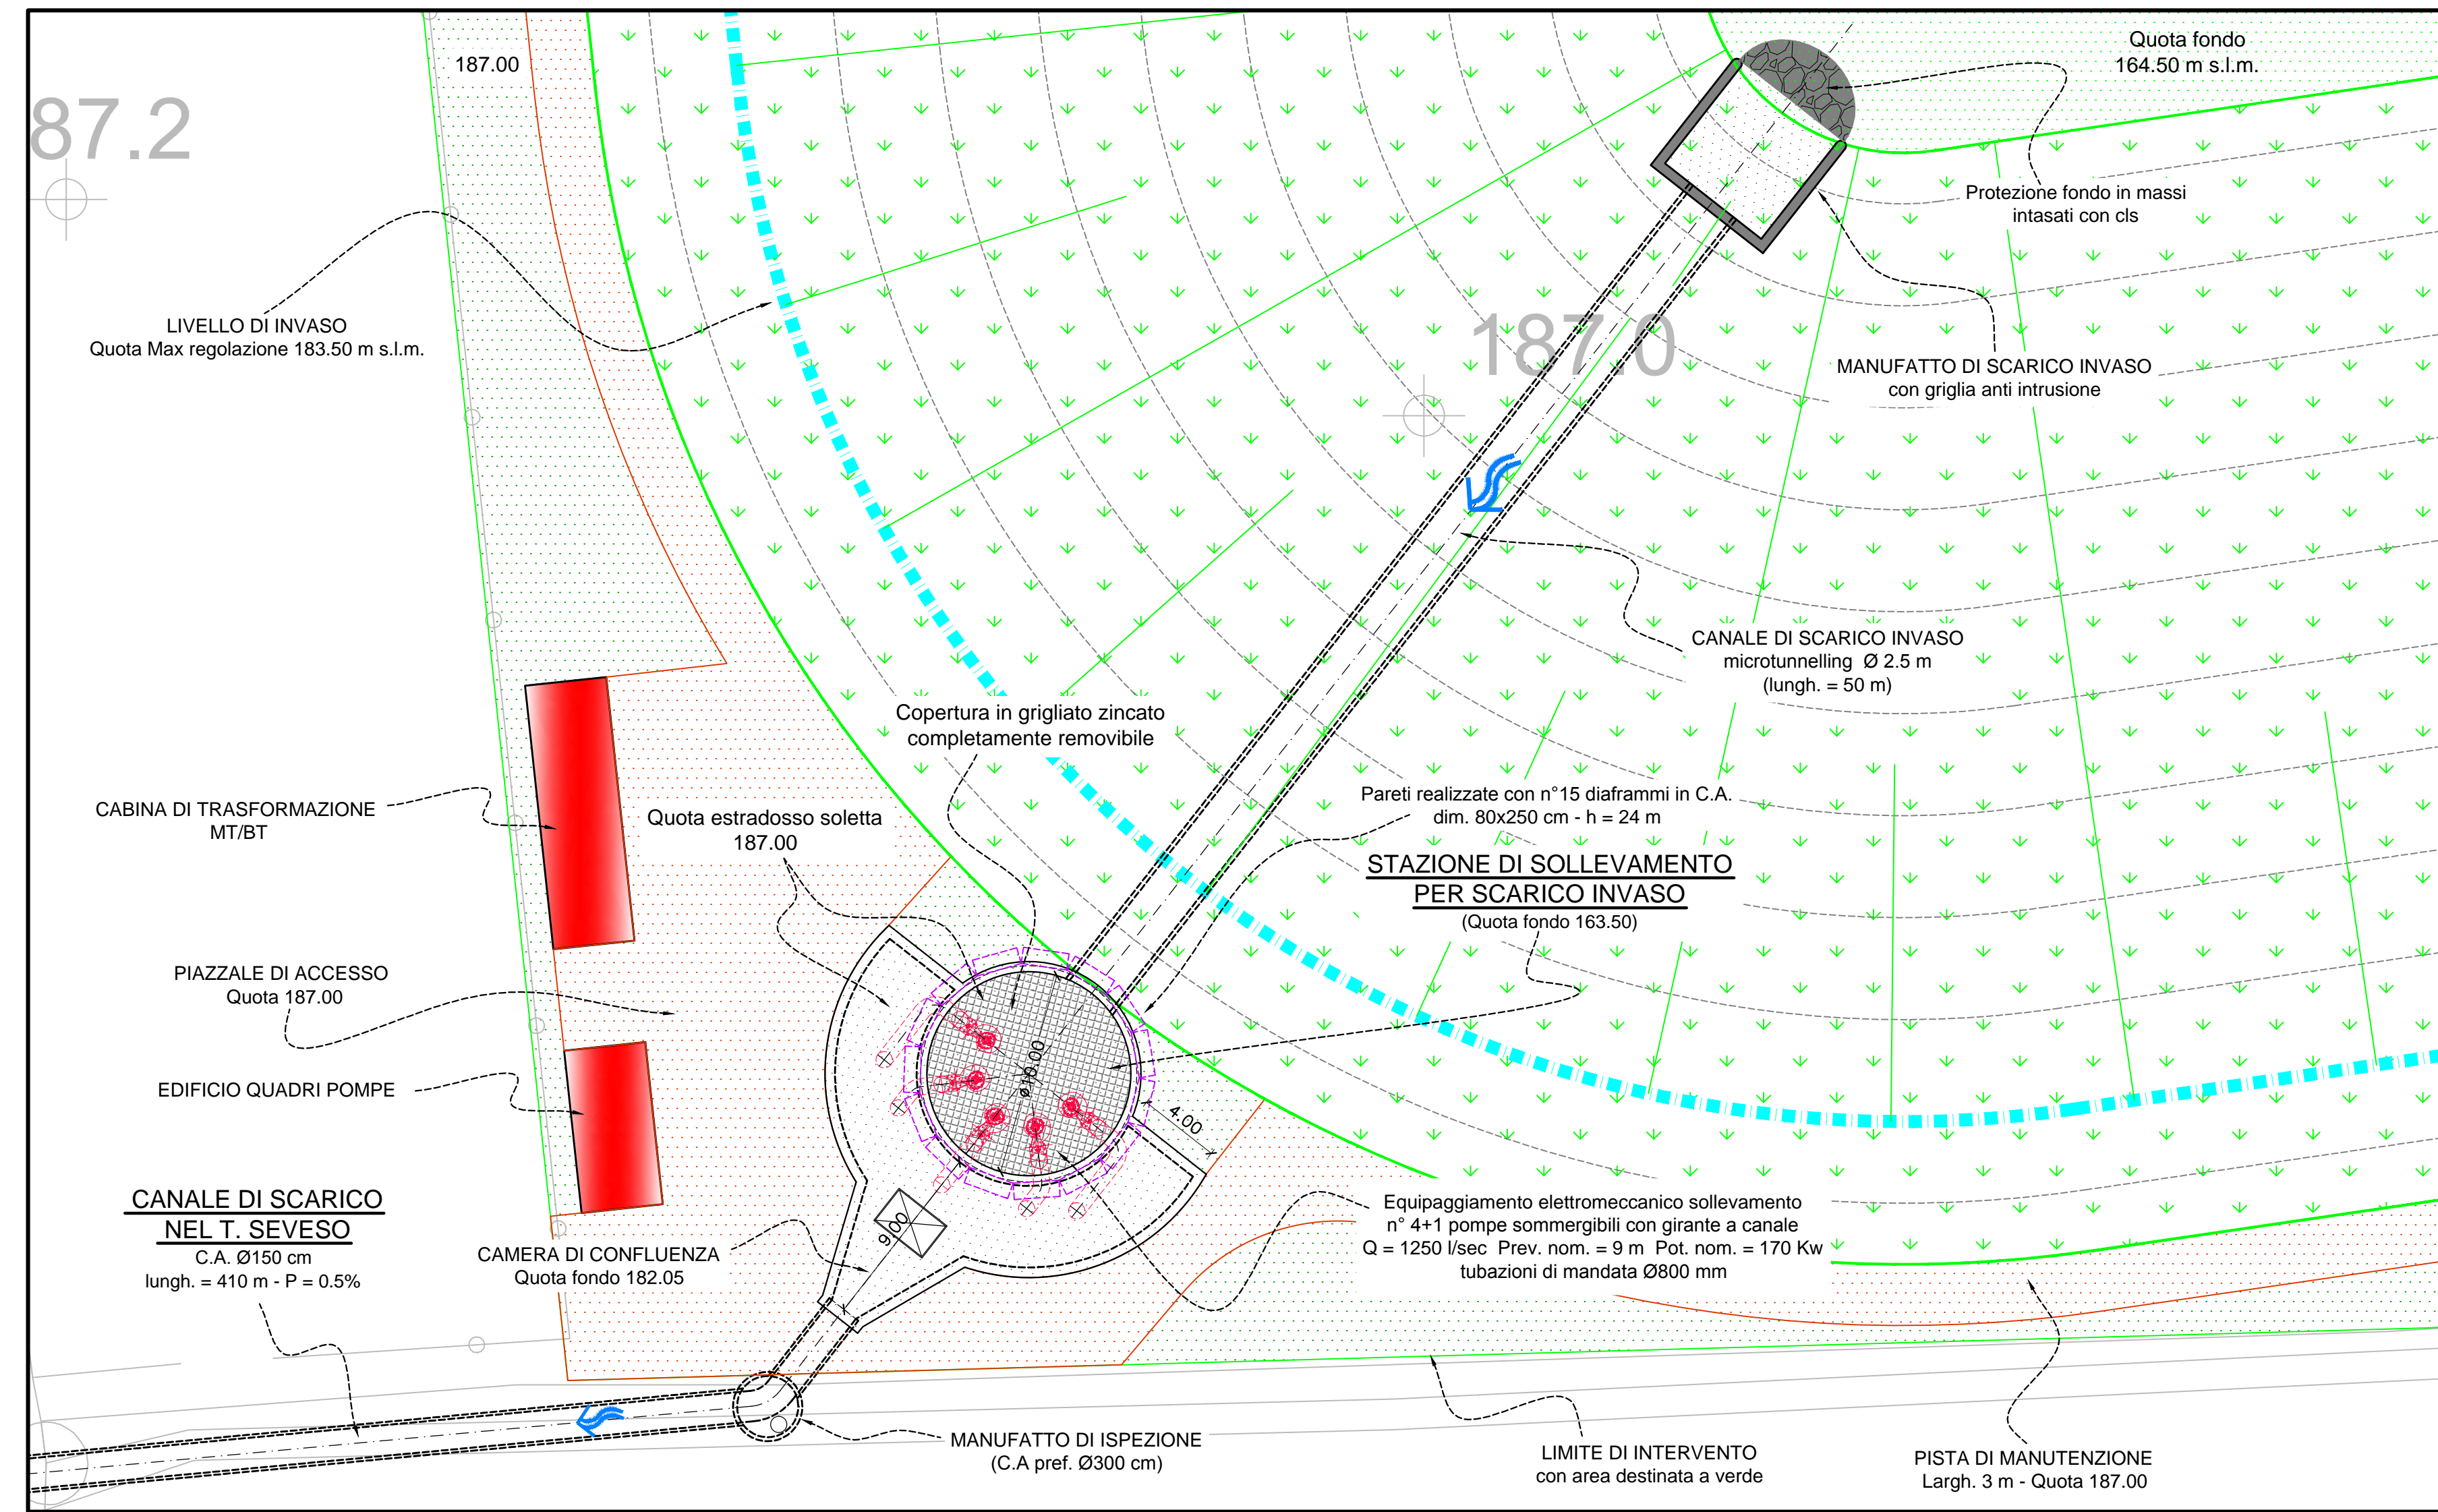 187.00
87.2
Quota fondo
164.50 m s.l.m.
Protezione fondo in massi
intasati con cls
LIVELLO DI INVASO
Quota Max regolazione 183.50 m s.l.m.
187.0
MANUFATTO DI SCARICO INVASO
con griglia anti intrusione
CANALE DI SCARICO INVASO
microtunnelling Ø 2.5 m
(lungh. = 50 m)
Copertura in grigliato zincato
completamente removibile
CABINA DI TRASFORMAZIONE
MT/BT
Quota estradosso soletta
187.00
Pareti realizzate con n°15 diaframmi in C.A.
dim. 80x250 cm - h = 24 m
STAZIONE DI SOLLEVAMENTO
PER SCARICO INVASO
(Quota fondo 163.50)
PIAZZALE DI ACCESSO
Quota 187.00
EDIFICIO QUADRI POMPE
ø10.00
4.00
9.00
CANALE DI SCARICO
NEL T. SEVESO
C.A. Ø150 cm
lungh. = 410 m - P = 0.5%
CAMERA DI CONFLUENZA
Quota fondo 182.05
Equipaggiamento elettromeccanico sollevamento
n° 4+1 pompe sommergibili con girante a canale
Q = 1250 l/sec Prev. nom. = 9 m Pot. nom. = 170 Kw
tubazioni di mandata Ø800 mm
MANUFATTO DI ISPEZIONE
(C.A pref. Ø300 cm)
LIMITE DI INTERVENTO
con area destinata a verde
PISTA DI MANUTENZIONE
Largh. 3 m - Quota 187.00